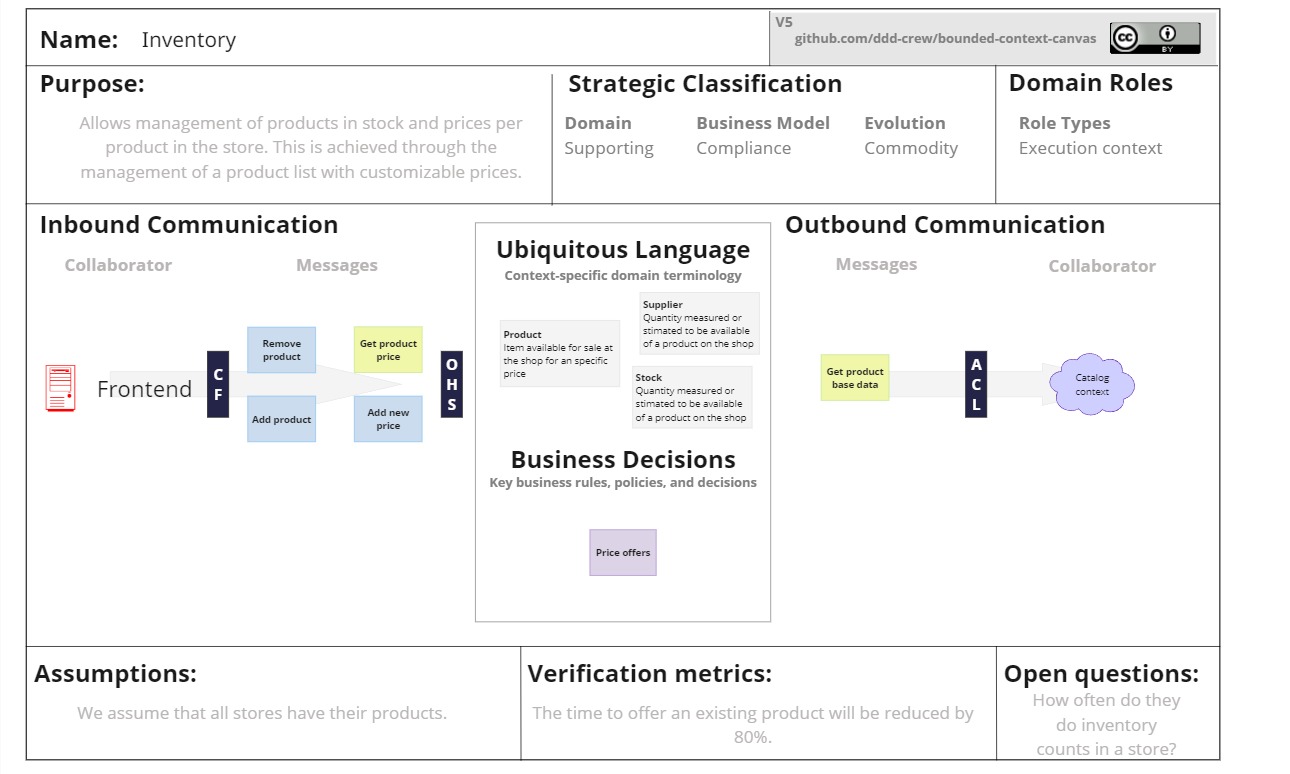 Name: Inventory
V5
github.com/ddd-crew/bounded-context-canvas
cc
BY
Purpose:
Allows management of products in stock and prices per
product in the store. This is achieved through the
management of a product list with customizable prices.
Strategic Classification
Domain
Supporting
Business Model
Compliance
Evolution
Commodity
Domain Roles
Role Types
Execution context
Inbound Communication
Collaborator
Messages
Frontend
C
F
Remove
product
Get product
price
Add product
Add new
price
O
H
S
Ubiquitous Language
Context-specific domain terminology
Product
Item available for sale at
the shop for an specific
price
Supplier
Quantity measured or
stimated to be available
of a product on the shop
Stock
Quantity measured or
stimated to be available
of a product on the shop
Business Decisions
Key business rules, policies, and decisions
Price offers
Outbound Communication
Messages
Collaborator
Get product
base data
A
C
L
Catalog
context
Assumptions:
We assume that all stores have their products.
Verification metrics:
The time to offer an existing product will be reduced by
80%.
Open questions:
How often do they
do inventory
counts in a store?